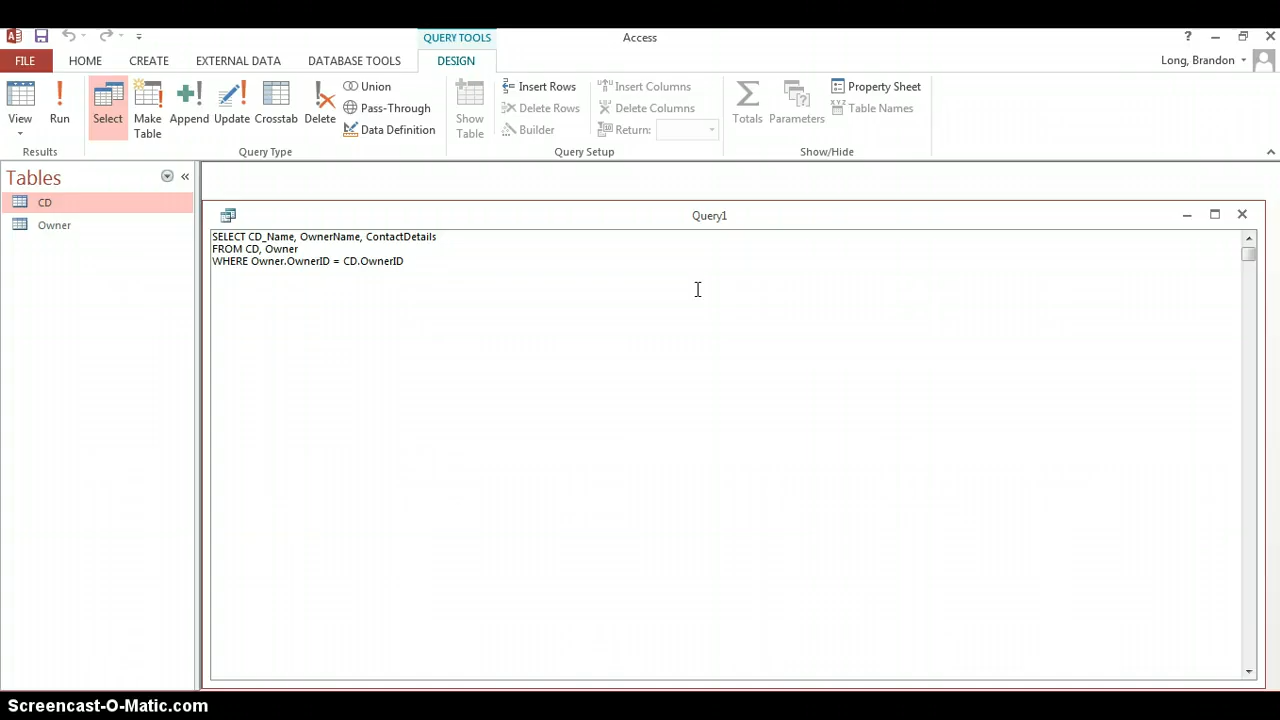 QUERY TOOLS
Access
?
FILE
HOME
CREATE
EXTERNAL DATA
DATABASE TOOLS
DESIGN
Long, Brandon
View
Run
Select
Make Table
Append
Update
Crosstab
Delete
Union
Pass-Through
Data Definition
Show Table
Insert Rows
Delete Rows
Builder
Insert Columns
Delete Columns
Return:
Totals
Parameters
Property Sheet
Table Names
Results
Query Type
Query Setup
Show/Hide
Tables
CD
Owner
Query1
SELECT CD_Name, OwnerName, ContactDetails
FROM CD, Owner
WHERE Owner.OwnerID = CD.OwnerID
Screencast-O-Matic.com